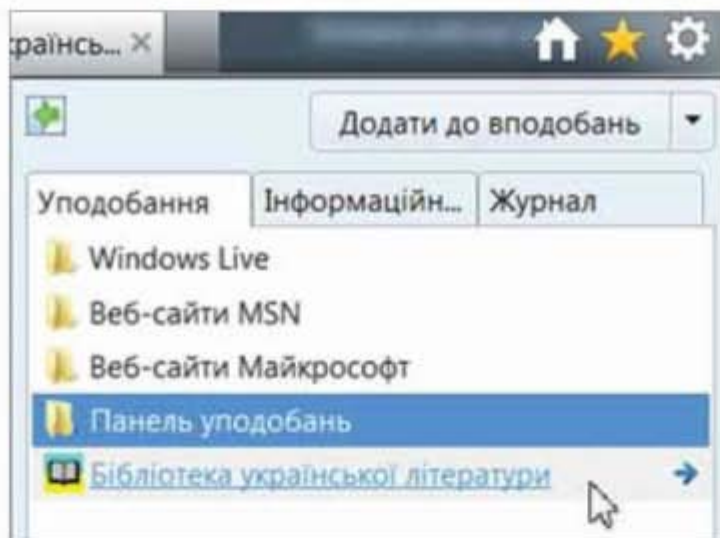 країнсь...
Додати до вподобань
Уподобання Інформаційн... Журнал
Windows Live
Веб-сайти MSN
Веб-сайти Майкрософт
Панель уподобань
Бібліотека української літератури